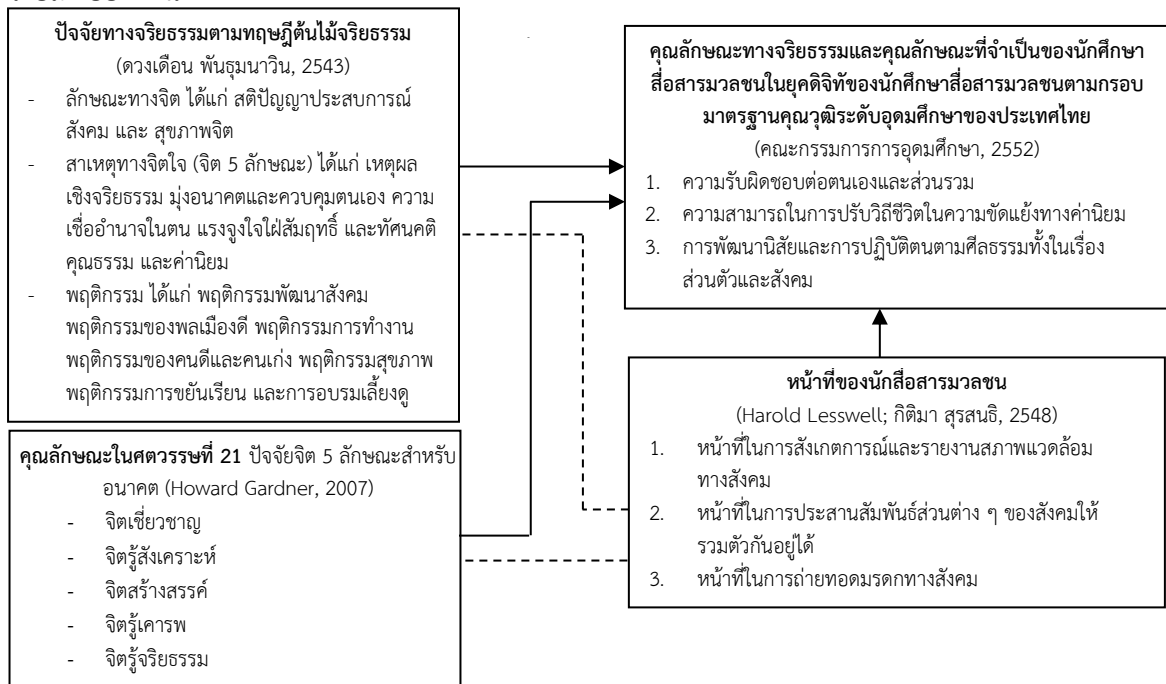 ปัจจัยทางจริยธรรมตามทฤษฎีต้นไม้จริยธรรม
(ดวงเดือน พันธุมนาวิน, 2543)
- ลักษณะทางจิต ได้แก่ สติปัญญาประสบการณ์
สังคม และ สุขภาพจิต
- สาเหตุทางจิตใจ (จิต 5 ลักษณะ) ได้แก่ เหตุผล
เชิงจริยธรรม มุ่งอนาคตและควบคุมตนเอง ความ
เชื่ออำนาจในตน แรงจูงใจใฝ่สัมฤทธิ์ และทัศนคติ
คุณธรรม และค่านิยม
- พฤติกรรม ได้แก่ พฤติกรรมพัฒนาสังคม
พฤติกรรมของพลเมืองดี พฤติกรรมการทำงาน
พฤติกรรมของคนดีและคนเก่ง พฤติกรรมสุขภาพ
พฤติกรรมการขยันเรียน และการอบรมเลี้ยงดู
คุณลักษณะในศตวรรษที่ 21 ปัจจัยจิต 5 ลักษณะสำหรับ
อนาคต (Howard Gardner, 2007)
- จิตเชี่ยวชาญ
- จิตรู้สังเคราะห์
- จิตสร้างสรรค์
- จิตรู้เคารพ
- จิตรู้จริยธรรม
คุณลักษณะทางจริยธรรมและคุณลักษณะที่จำเป็นของนักศึกษา
สื่อสารมวลชนในยุคดิจิทัของนักศึกษาสื่อสารมวลชนตามกรอบ
มาตรฐานคุณวุฒิระดับอุดมศึกษาของประเทศไทย
(คณะกรรมการการอุดมศึกษา, 2552)
1. ความรับผิดชอบต่อตนเองและส่วนรวม
2. ความสามารถในการปรับวิถีชีวิตในความขัดแย้งทางค่านิยม
3. การพัฒนานิสัยและการปฏิบัติตนตามศีลธรรมทั้งในเรื่อง
ส่วนตัวและสังคม
หน้าที่ของนักสื่อสารมวลชน
(Harold Lesswell; กิติมา สุรสนธิ, 2548)
1. หน้าที่ในการสังเกตการณ์และรายงานสภาพแวดล้อม
ทางสังคม
2. หน้าที่ในการประสานสัมพันธ์ส่วนต่าง ๆ ของสังคมให้
รวมตัวกันอยู่ได้
3. หน้าที่ในการถ่ายทอดมรดกทางสังคม